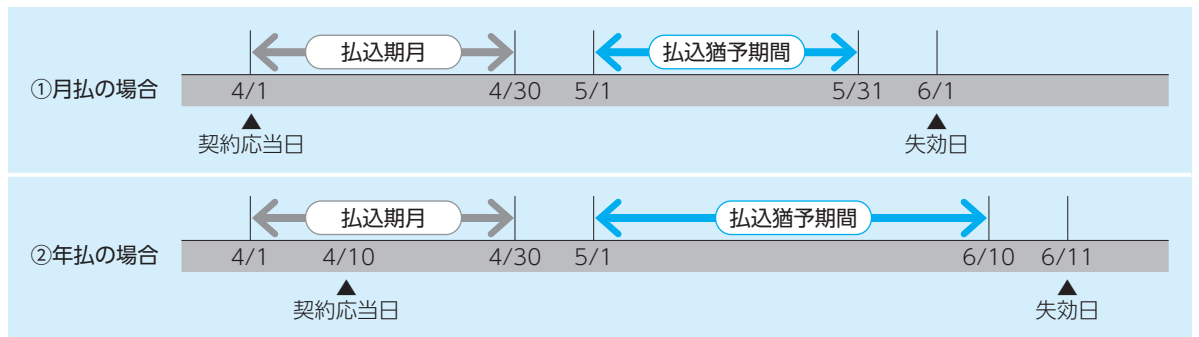 払込期月 払込猶予期間
①月払の場合 4/1 4/30 5/1 5/31 6/1
▲ ▲
契約応当日 失効日
払込期月 払込猶予期間
②年払の場合 4/1 4/10 4/30 5/1 6/10 6/11
▲ ▲
契約応当日 失効日